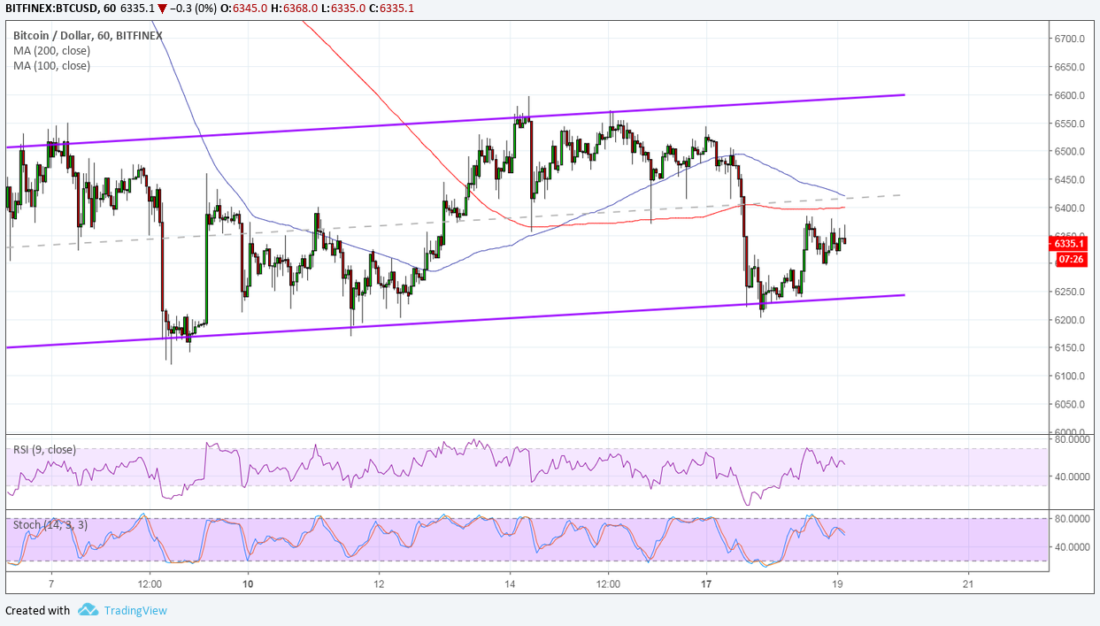 BITFINEX:BTCUSD, 60 6335.1 ▼ −0.3 (0%) O:6345.0 H:6368.0 L:6335.0 C:6335.1
Bitcoin / Dollar, 60, BITFINEX
MA (200, close)
MA (100, close)
6700.0
6650.0
6600.0
6550.0
6500.0
6450.0
6400.0
6335.1
07:26
6250.0
6200.0
6150.0
6100.0
6050.0
6000.0
RSI (9, close)
80.0000
40.0000
Stoch (14, 3, 3)
80.0000
40.0000
7 12:00 10 12 14 12:00 17 19 21
Created with TradingView